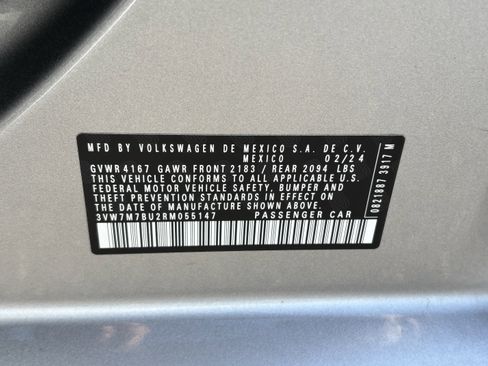 MFD BY VOLKSWAGEN DE MEXICO S.A. DE C.V.
MEXICO 02/24
GVWR 4167 GAWR FRONT 2183 / REAR 2094 LBS
THIS VEHICLE CONFORMS TO ALL APPLICABLE U.S.
FEDERAL MOTOR VEHICLE SAFETY, BUMPER AND
THEFT PREVENTION STANDARDS IN EFFECT ON
THE DATE OF MANUFACTURE SHOWN ABOVE
3VW7M7BU2RM055147 PASSENGER CAR
0821887 3917 M